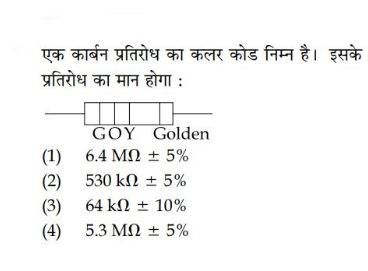 एक कार्बन प्रतिरोध का कलर कोड निम्न है। इसके
प्रतिरोध का मान होगा :
G O Y Golden
(1) 6.4 MΩ ± 5%
(2) 530 kΩ ± 5%
(3) 64 kΩ ± 10%
(4) 5.3 MΩ ± 5%